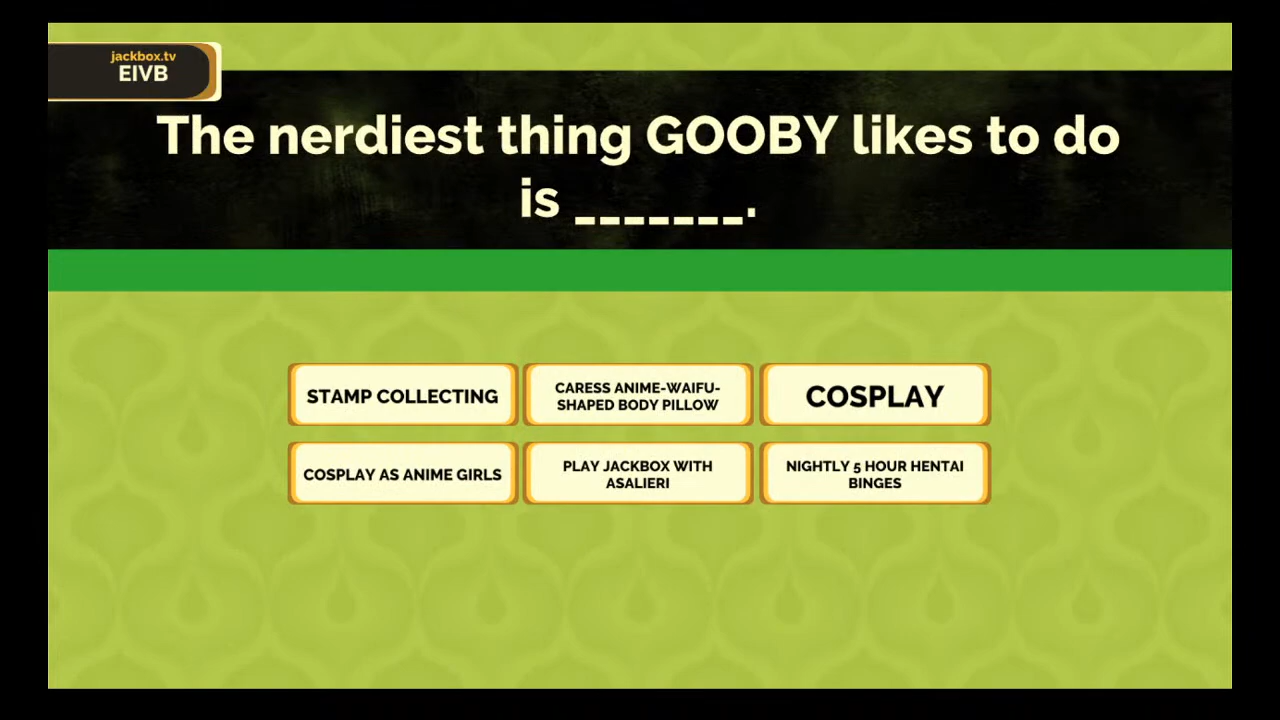 jackbox.tv
EIVB
The nerdiest thing GOOBY likes to do
is _______.
STAMP COLLECTING
CARESS ANIME-WAIFU-
SHAPED BODY PILLOW
COSPLAY
COSPLAY AS ANIME GIRLS
PLAY JACKBOX WITH
ASALIERI
NIGHTLY 5 HOUR HENTAI
BINGES